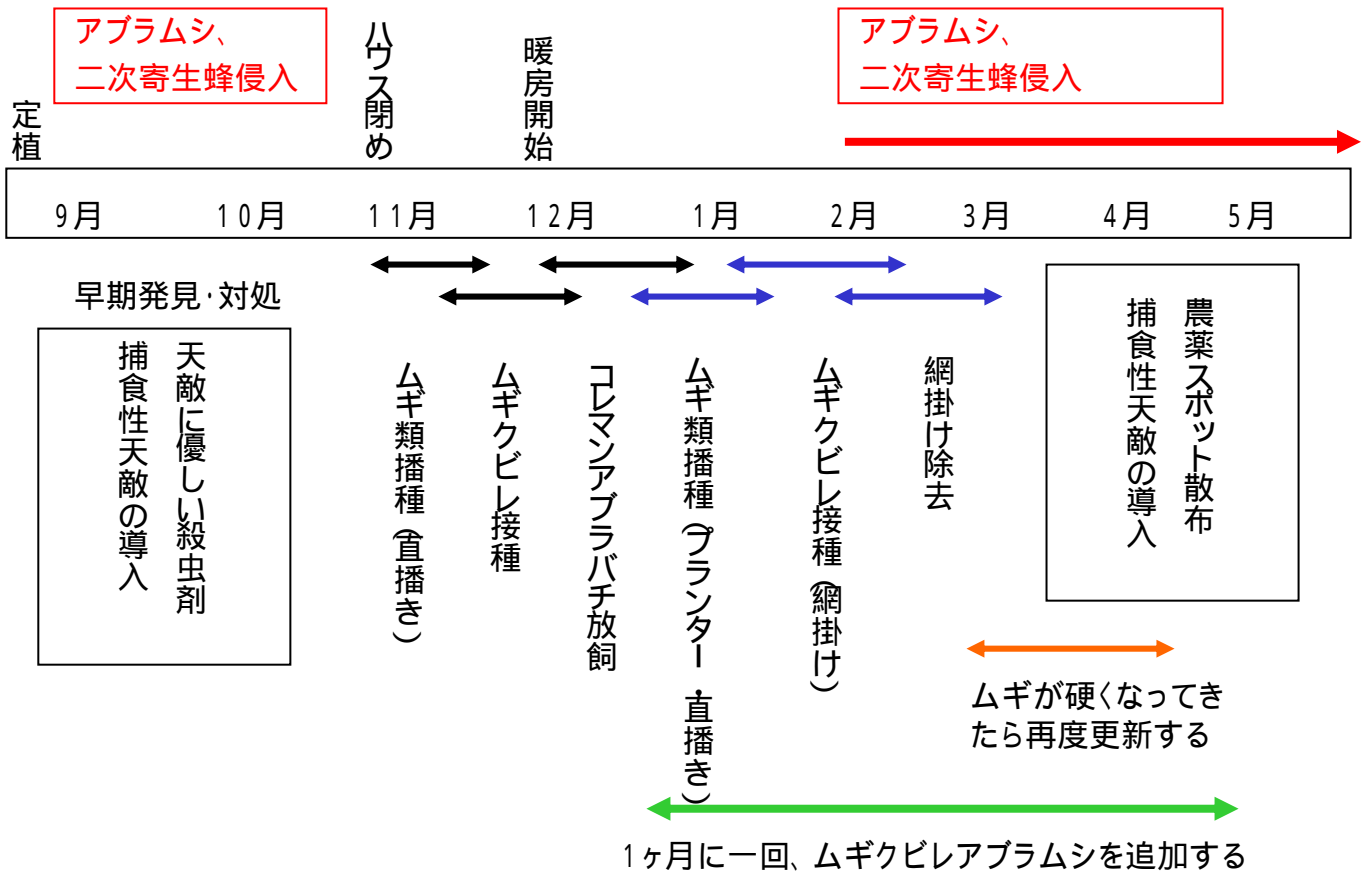 アブラムシ、
二次寄生蜂侵入
ハウス閉め
暖房開始
アブラムシ、
二次寄生蜂侵入
定植
9月 10月 11月 12月 1月 2月 3月 4月 5月
早期発見・対処
天敵に優しい殺虫剤
捕食性天敵の導入
ムギ類播種(直播き)
ムギクビレ接種
コレマンアブラバチ放飼
ムギ類播種(プランター・直播き)
ムギクビレ接種(網掛け)
網掛け除去
農薬スポット散布
捕食性天敵の導入
ムギが硬くなってき
たら再度更新する
1ヶ月に一回、ムギクビレアブラムシを追加する